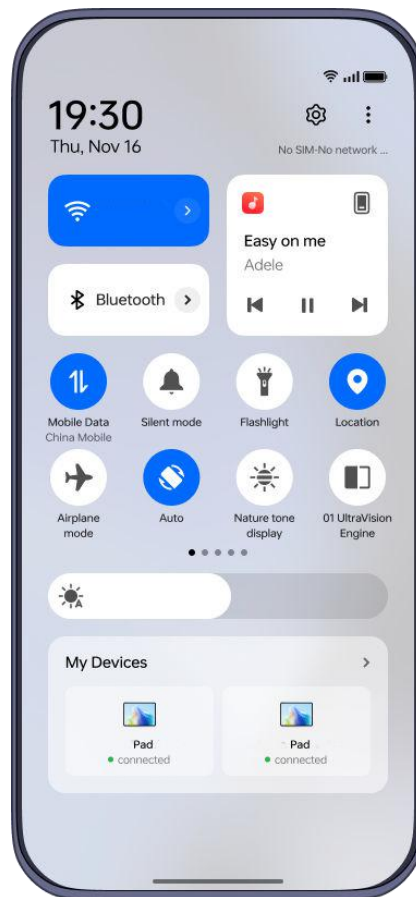 19:30
Thu, Nov 16
No SIM-No network ...
Easy on me
Adele
Bluetooth
Mobile Data
China Mobile
Silent mode
Flashlight
Location
Airplane
mode
Auto
Nature tone
display
01 UltraVision
Engine
A
My Devices
Pad
connected
Pad
connected